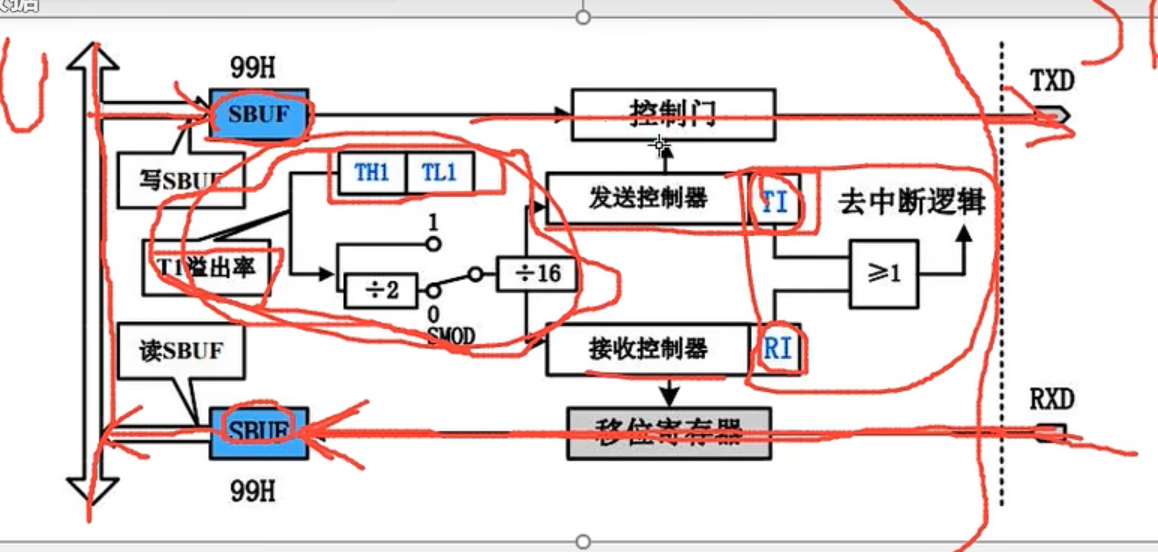 数据
99H
TXD
SBUF
控制门
写SBUF
TH1 TL1
发送控制器 TI
去中断逻辑
1
T1溢出率
÷2
÷16
≥1
0
SMOD
读SBUF
接收控制器 RI
RXD
SBUF
移位寄存器
99H